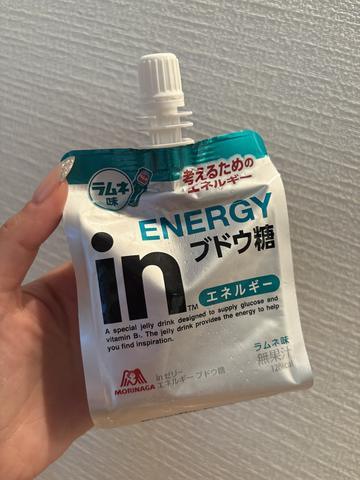 ラムネ
味
考えるための
エネルギー
ENERGY
ブドウ糖
in
TM
エネルギー
A special jelly drink designed to supply glucose and
vitamin B₁. The jelly drink provides the energy to help
you find inspiration.
ラムネ味
無果汁
120kcal
MORINAGA
in ゼリー
エネルギー ブドウ糖